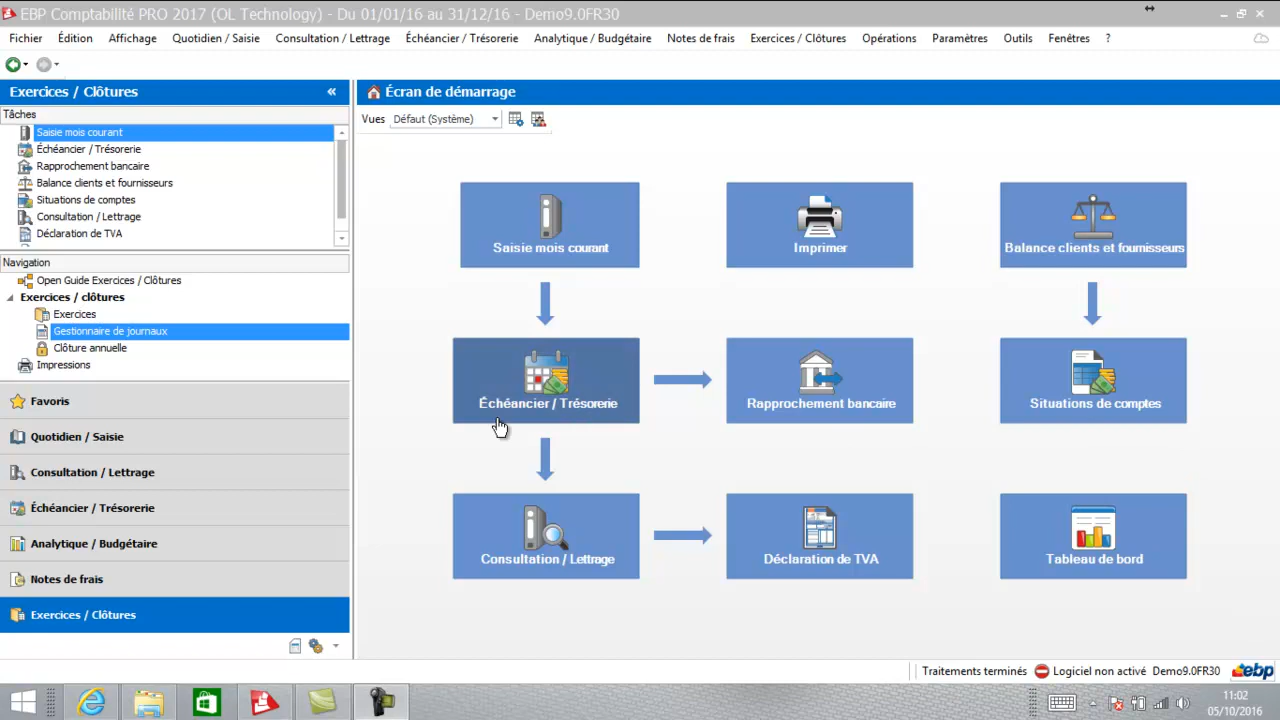 EBP Comptabilité PRO 2017 (OL Technology) - Du 01/01/16 au 31/12/16 - Demo9.0FR30
Fichier Édition Affichage Quotidien / Saisie Consultation / Lettrage Échéancier / Trésorerie Analytique / Budgétaire Notes de frais Exercices / Clôtures Opérations Paramètres Outils Fenêtres ?
Exercices / Clôtures «
Tâches
Saisie mois courant
Échéancier / Trésorerie
Rapprochement bancaire
Balance clients et fournisseurs
Situations de comptes
Consultation / Lettrage
Déclaration de TVA
Navigation
Open Guide Exercices / Clôtures
Exercices / clôtures
Exercices
Gestionnaire de journaux
Clôture annuelle
Impressions
Favoris
Quotidien / Saisie
Consultation / Lettrage
Échéancier / Trésorerie
Analytique / Budgétaire
Notes de frais
Exercices / Clôtures
Écran de démarrage
Vues Défaut (Système)
Saisie mois courant
Imprimer
Balance clients et fournisseurs
Échéancier / Trésorerie
Rapprochement bancaire
Situations de comptes
Consultation / Lettrage
Déclaration de TVA
Tableau de bord
Traitements terminés Logiciel non activé Demo9.0FR30 ebp
11:02
05/10/2016